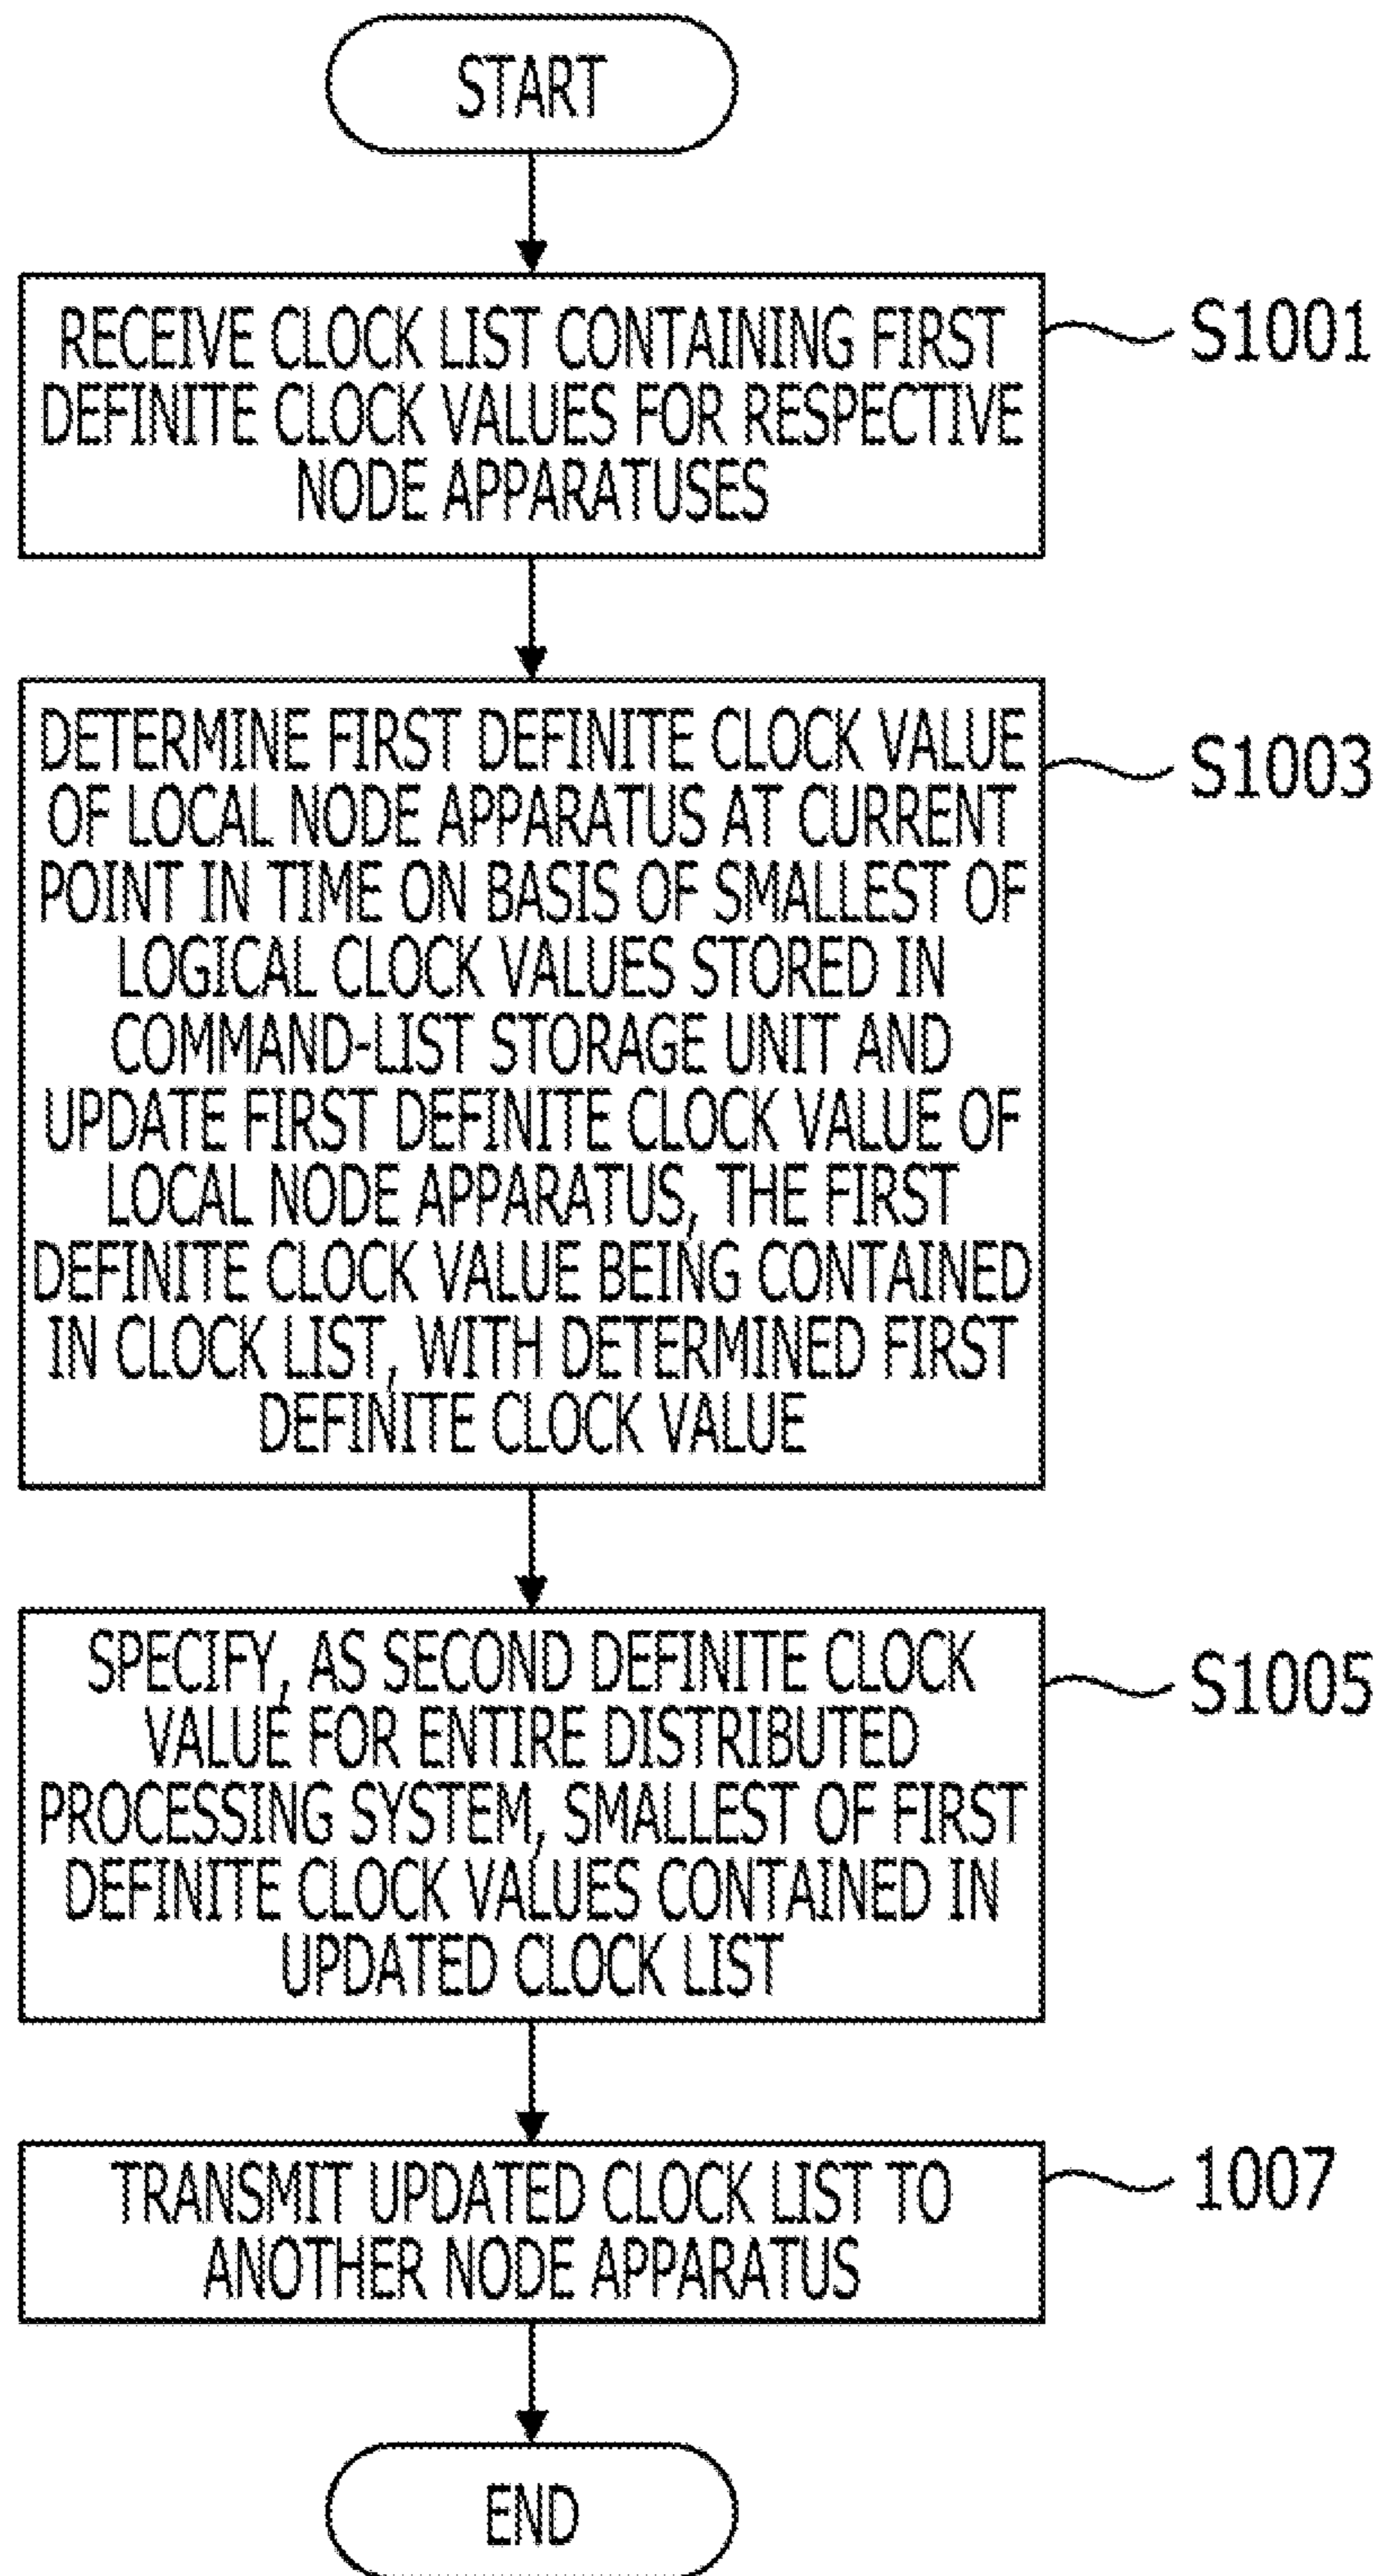 START
RECEIVE CLOCK LIST CONTAINING FIRST
DEFINITE CLOCK VALUES FOR RESPECTIVE
NODE APPARATUSES
S1001
DETERMINE FIRST DEFINITE CLOCK VALUE
OF LOCAL NODE APPARATUS AT CURRENT
POINT IN TIME ON BASIS OF SMALLEST OF
LOGICAL CLOCK VALUES STORED IN
COMMAND-LIST STORAGE UNIT AND
UPDATE FIRST DEFINITE CLOCK VALUE OF
LOCAL NODE APPARATUS, THE FIRST
DEFINITE CLOCK VALUE BEING CONTAINED
IN CLOCK LIST, WITH DETERMINED FIRST
DEFINITE CLOCK VALUE
S1003
SPECIFY, AS SECOND DEFINITE CLOCK
VALUE FOR ENTIRE DISTRIBUTED
PROCESSING SYSTEM, SMALLEST OF FIRST
DEFINITE CLOCK VALUES CONTAINED IN
UPDATED CLOCK LIST
S1005
TRANSMIT UPDATED CLOCK LIST TO
ANOTHER NODE APPARATUS
1007
END